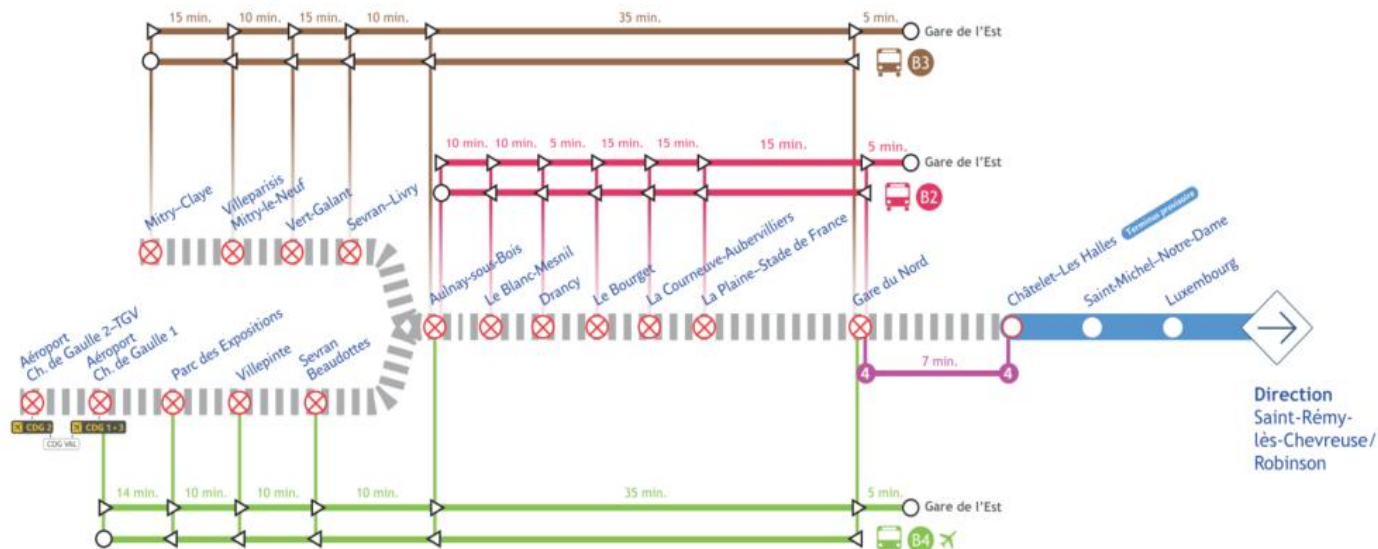 15 min.
10 min.
15 min.
10 min.
35 min.
5 min.
Gare de l'Est
B3
10 min.
10 min.
5 min.
15 min.
15 min.
15 min.
5 min.
Gare de l'Est
B2
Mitry–Claye
Villeparisis
Mitry-le-Neuf
Vert-Galant
Sevran–Livry
Aulnay-sous-Bois
Le Blanc-Mesnil
Drancy
Le Bourget
La Courneuve-Aubervilliers
La Plaine–Stade de France
Gare du Nord
Châtelet–Les Halles
Terminus provisoire
Saint-Michel–Notre-Dame
Luxembourg
4
7 min.
4
Aéroport
Ch. de Gaulle 2–TGV
Aéroport
Ch. de Gaulle 1
Parc des Expositions
Villepinte
Sevran
Beaudottes
CDG 2
CDG VAL
CDG 1 - 3
Direction
Saint-Rémy-
lès-Chevreuse/
Robinson
14 min.
10 min.
10 min.
10 min.
35 min.
5 min.
Gare de l'Est
B4